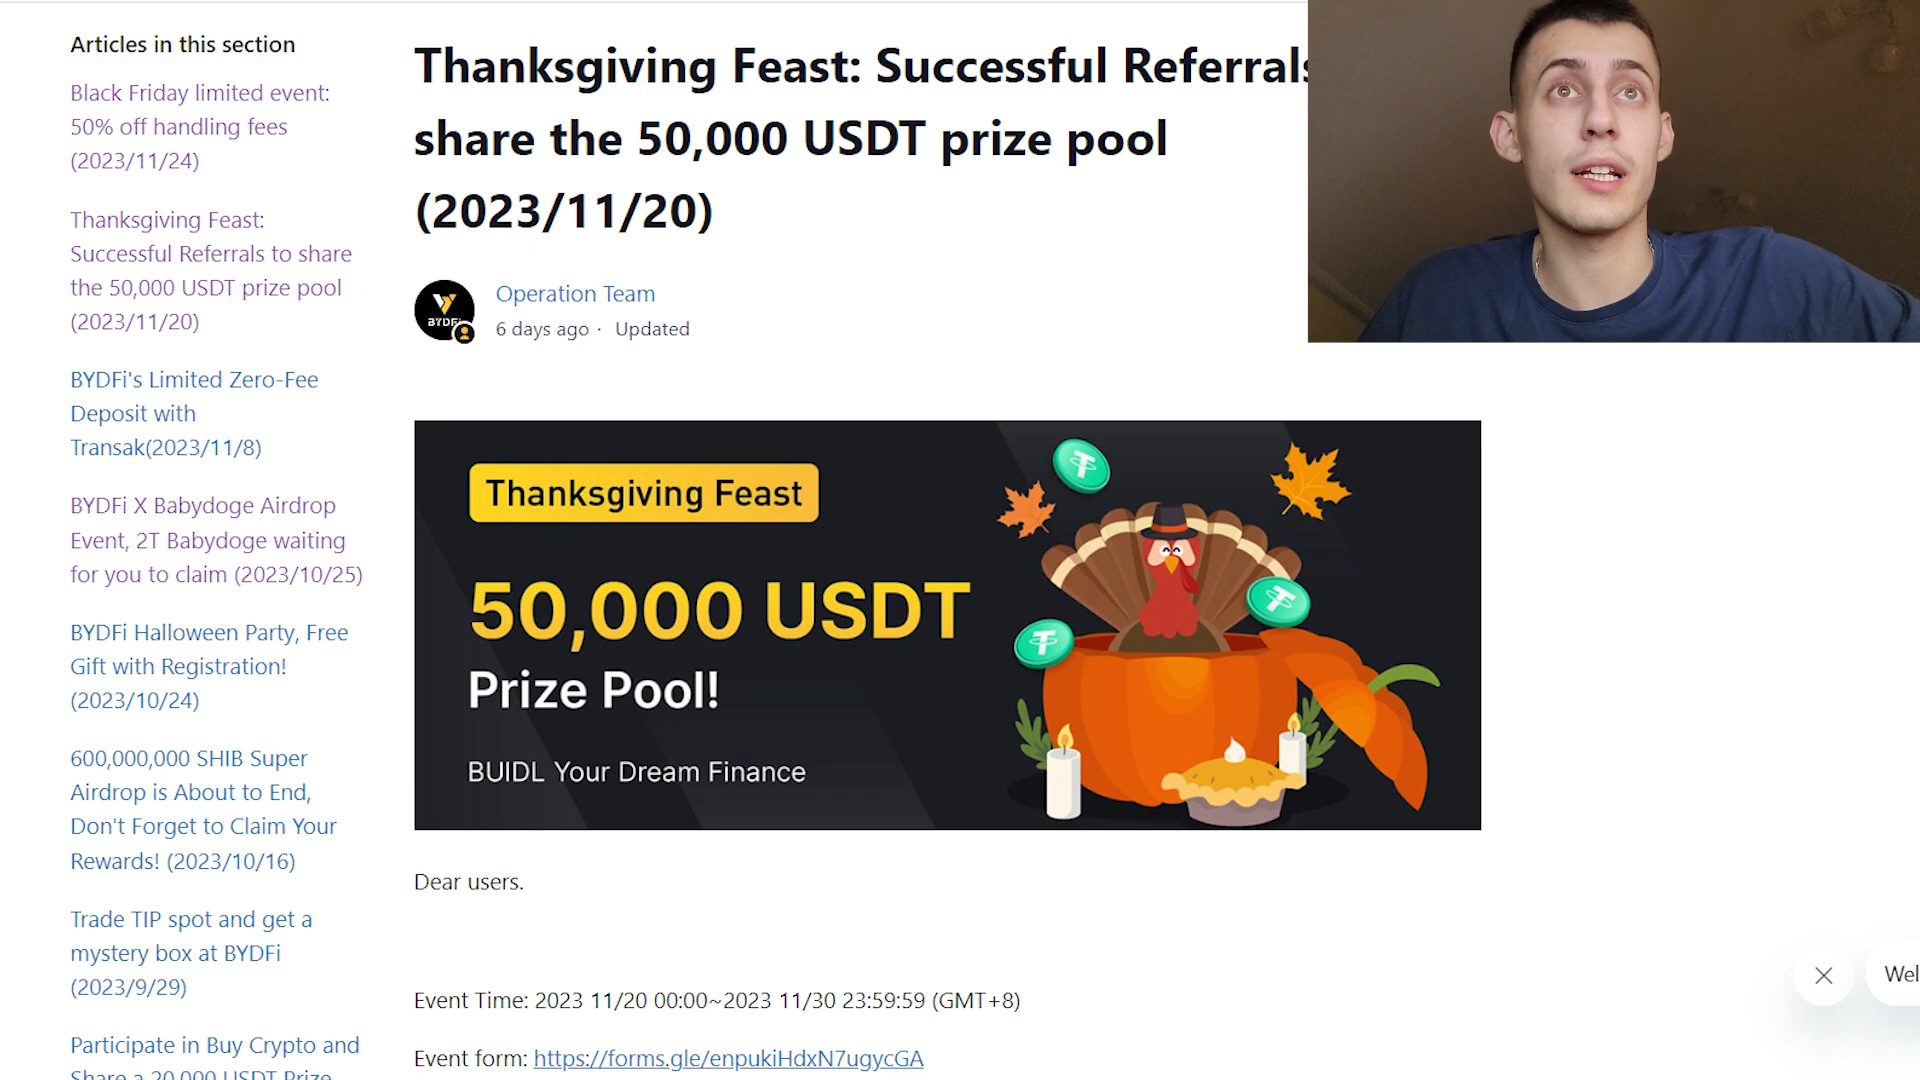 Articles in this section
Black Friday limited event:
50% off handling fees
(2023/11/24)
Thanksgiving Feast:
Successful Referrals to share
the 50,000 USDT prize pool
(2023/11/20)
BYDFi's Limited Zero-Fee
Deposit with
Transak(2023/11/8)
BYDFi X Babydoge Airdrop
Event, 2T Babydoge waiting
for you to claim (2023/10/25)
BYDFi Halloween Party, Free
Gift with Registration!
(2023/10/24)
600,000,000 SHIB Super
Airdrop is About to End,
Don't Forget to Claim Your
Rewards! (2023/10/16)
Trade TIP spot and get a
mystery box at BYDFi
(2023/9/29)
Participate in Buy Crypto and
Share a 20,000 USDT Prize
Thanksgiving Feast: Successful Referrals
share the 50,000 USDT prize pool
(2023/11/20)
BYDFi
Operation Team
6 days ago · Updated
Thanksgiving Feast
50,000 USDT
Prize Pool!
BUIDL Your Dream Finance
Dear users.
Event Time: 2023 11/20 00:00~2023 11/30 23:59:59 (GMT+8)
Event form: https://forms.gle/enpukiHdxN7ugycGA
Wel